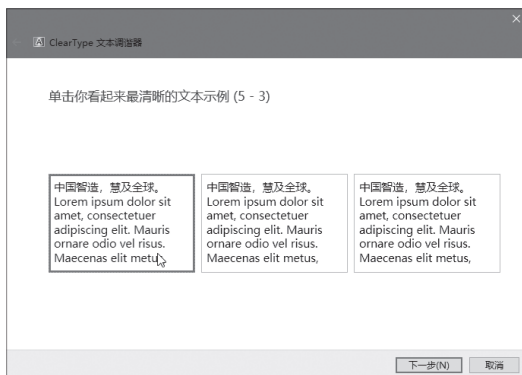 ClearType 文本调谐器
单击你看起来最清晰的文本示例 (5 - 3)
中国智造，慧及全球。
Lorem ipsum dolor sit
amet, consectetuer
adipiscing elit. Mauris
ornare odio vel risus.
Maecenas elit metu
中国智造，慧及全球。
Lorem ipsum dolor sit
amet, consectetuer
adipiscing elit. Mauris
ornare odio vel risus.
Maecenas elit metus,
中国智造，慧及全球。
Lorem ipsum dolor sit
amet, consectetuer
adipiscing elit. Mauris
ornare odio vel risus.
Maecenas elit metus,
下一步(N)
取消